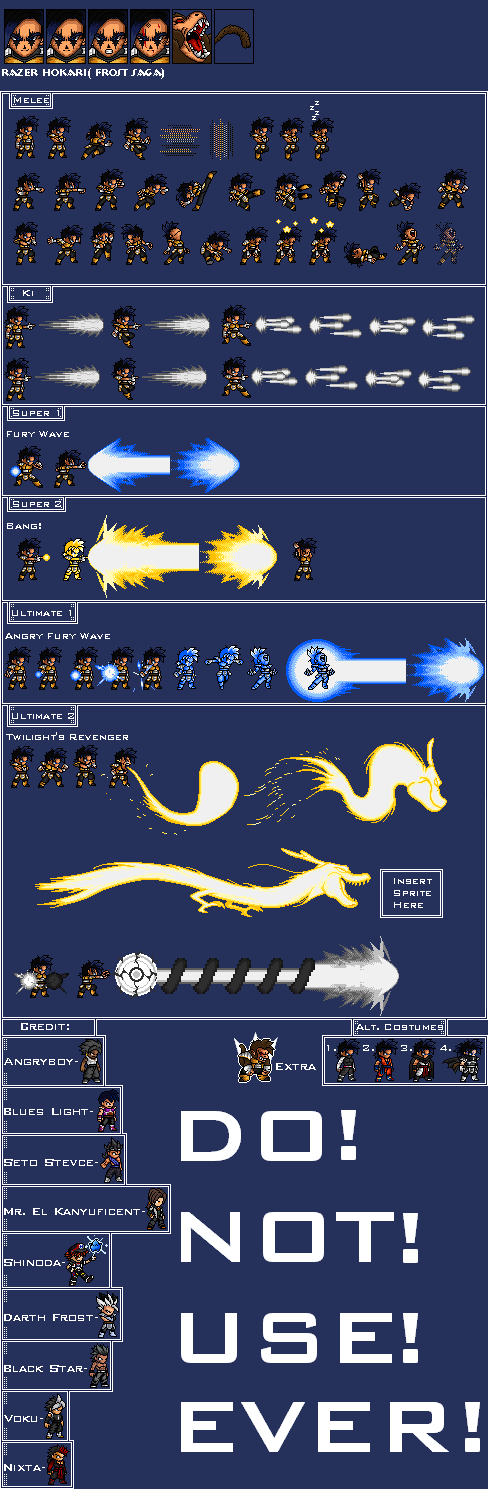 Razer Hokari( Frost Saga)
Melee
z
z
z
z
Ki
Super 1
Fury Wave
Super 2
Bang!
Ultimate 1
Angry Fury Wave
Ultimate 2
Twilight's Revenger
Insert
Sprite
Here
Credit:
Alt. Costumes
1. 2. 3. 4.
Extra
Angryboy-
Blues Light-
Seto Stevce-
Mr. El Kanyuficent-
Shinoda-
Darth Frost-
Black Star-
Voku-
Nixta-
DO!
NOT!
USE!
EVER!